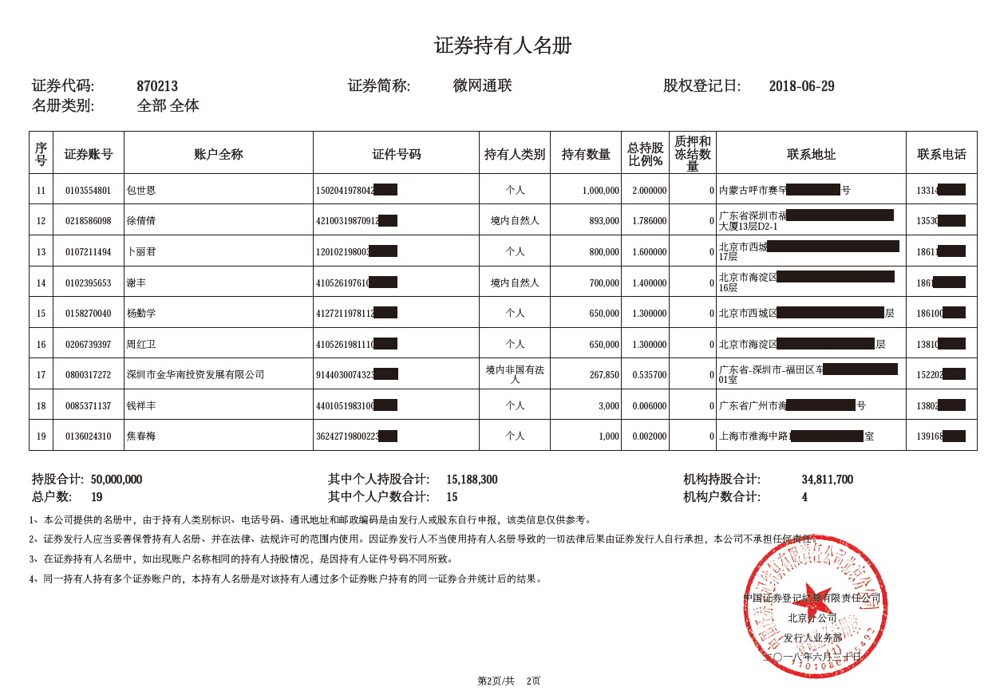 证券持有人名册
证券代码: 870213 证券简称: 微网通联 股权登记日: 2018-06-29
名册类别: 全部 全体
序号 证券账号 账户全称 证件号码 持有人类别 持有数量 总持股比例% 质押和冻结数量 联系地址 联系电话
11 0103554801 包世恩 1502041978042 个人 1,000,000 2.000000 0 内蒙古呼市赛罕 号 13314
12 0218586098 徐倩倩 42100319870912 境内自然人 893,000 1.786000 0 广东省深圳市福
大厦13层D2-1 13530
13 0107211494 卜丽君 120102198003 个人 800,000 1.600000 0 北京市西城
17层 18611
14 0102395653 谢丰 410526197610 境内自然人 700,000 1.400000 0 北京市海淀区
16层 1861
15 0158270040 杨勤学 4127211978112 个人 650,000 1.300000 0 北京市西城区 层 186100
16 0206739397 周红卫 4105261981110 个人 650,000 1.300000 0 北京市海淀区 层 13810
17 0800317272 深圳市金华南投资发展有限公司 9144030074323 境内非国有法人 267,850 0.535700 0 广东省-深圳市-福田区车
01室 152202
18 0085371137 钱祥丰 4401051983100 个人 3,000 0.006000 0 广东省广州市海 号 13802
19 0136024310 焦春梅 36242719800223 个人 1,000 0.002000 0 上海市淮海中路1 室 139168
持股合计: 50,000,000 其中个人持股合计: 15,188,300 机构持股合计: 34,811,700
总户数: 19 其中个人户数合计: 15 机构户数合计: 4
1、本公司提供的名册中，由于持有人类别标识、电话号码、通讯地址和邮政编码是由发行人或股东自行申报，该类信息仅供参考。
2、证券发行人应当妥善保管持有人名册、并在法律、法规许可的范围内使用。因证券发行人不当使用持有人名册导致的一切法律后果由证券发行人自行承担，本公司不承担任何责任。
3、在证券持有人名册中，如出现账户名称相同的持有人持股情况，是因持有人证件号码不同所致。
4、同一持有人持有多个证券账户的，本持有人名册是对该持有人通过多个证券账户持有的同一证券合并统计后的结果。
中国证券登记结算有限责任公司北京分公司
中国证券登记结算有限责任公司
北京分公司
发行人业务部
二〇一八年六月三十日
(1)
第2页/共 2页